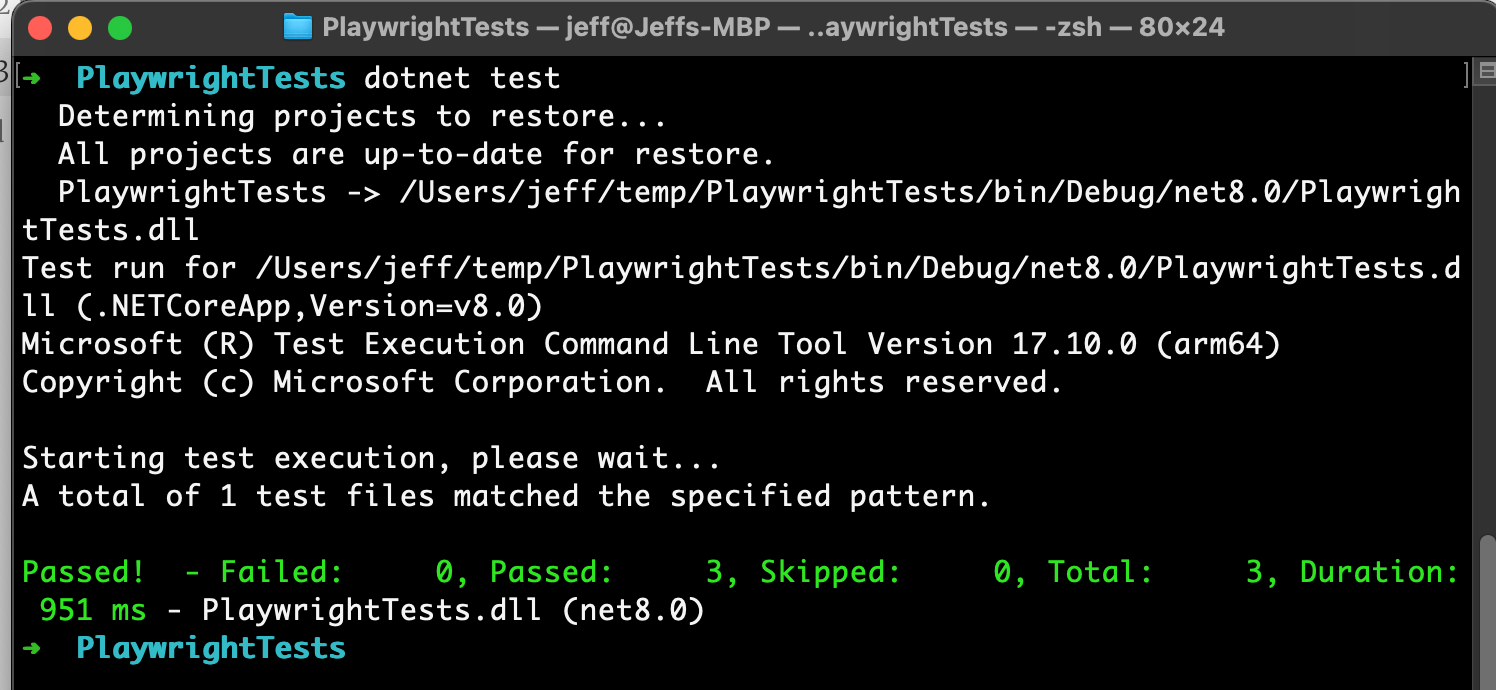 PlaywrightTests — jeff@Jeffs-MBP — ..aywrightTests — -zsh — 80×24
[➜  PlaywrightTests dotnet test ]
  Determining projects to restore...
  All projects are up-to-date for restore.
  PlaywrightTests -> /Users/jeff/temp/PlaywrightTests/bin/Debug/net8.0/Playwrigh
tTests.dll
Test run for /Users/jeff/temp/PlaywrightTests/bin/Debug/net8.0/PlaywrightTests.d
ll (.NETCoreApp,Version=v8.0)
Microsoft (R) Test Execution Command Line Tool Version 17.10.0 (arm64)
Copyright (c) Microsoft Corporation.  All rights reserved.

Starting test execution, please wait...
A total of 1 test files matched the specified pattern.

Passed!  - Failed:     0, Passed:     3, Skipped:     0, Total:     3, Duration:
 951 ms - PlaywrightTests.dll (net8.0)
➜  PlaywrightTests